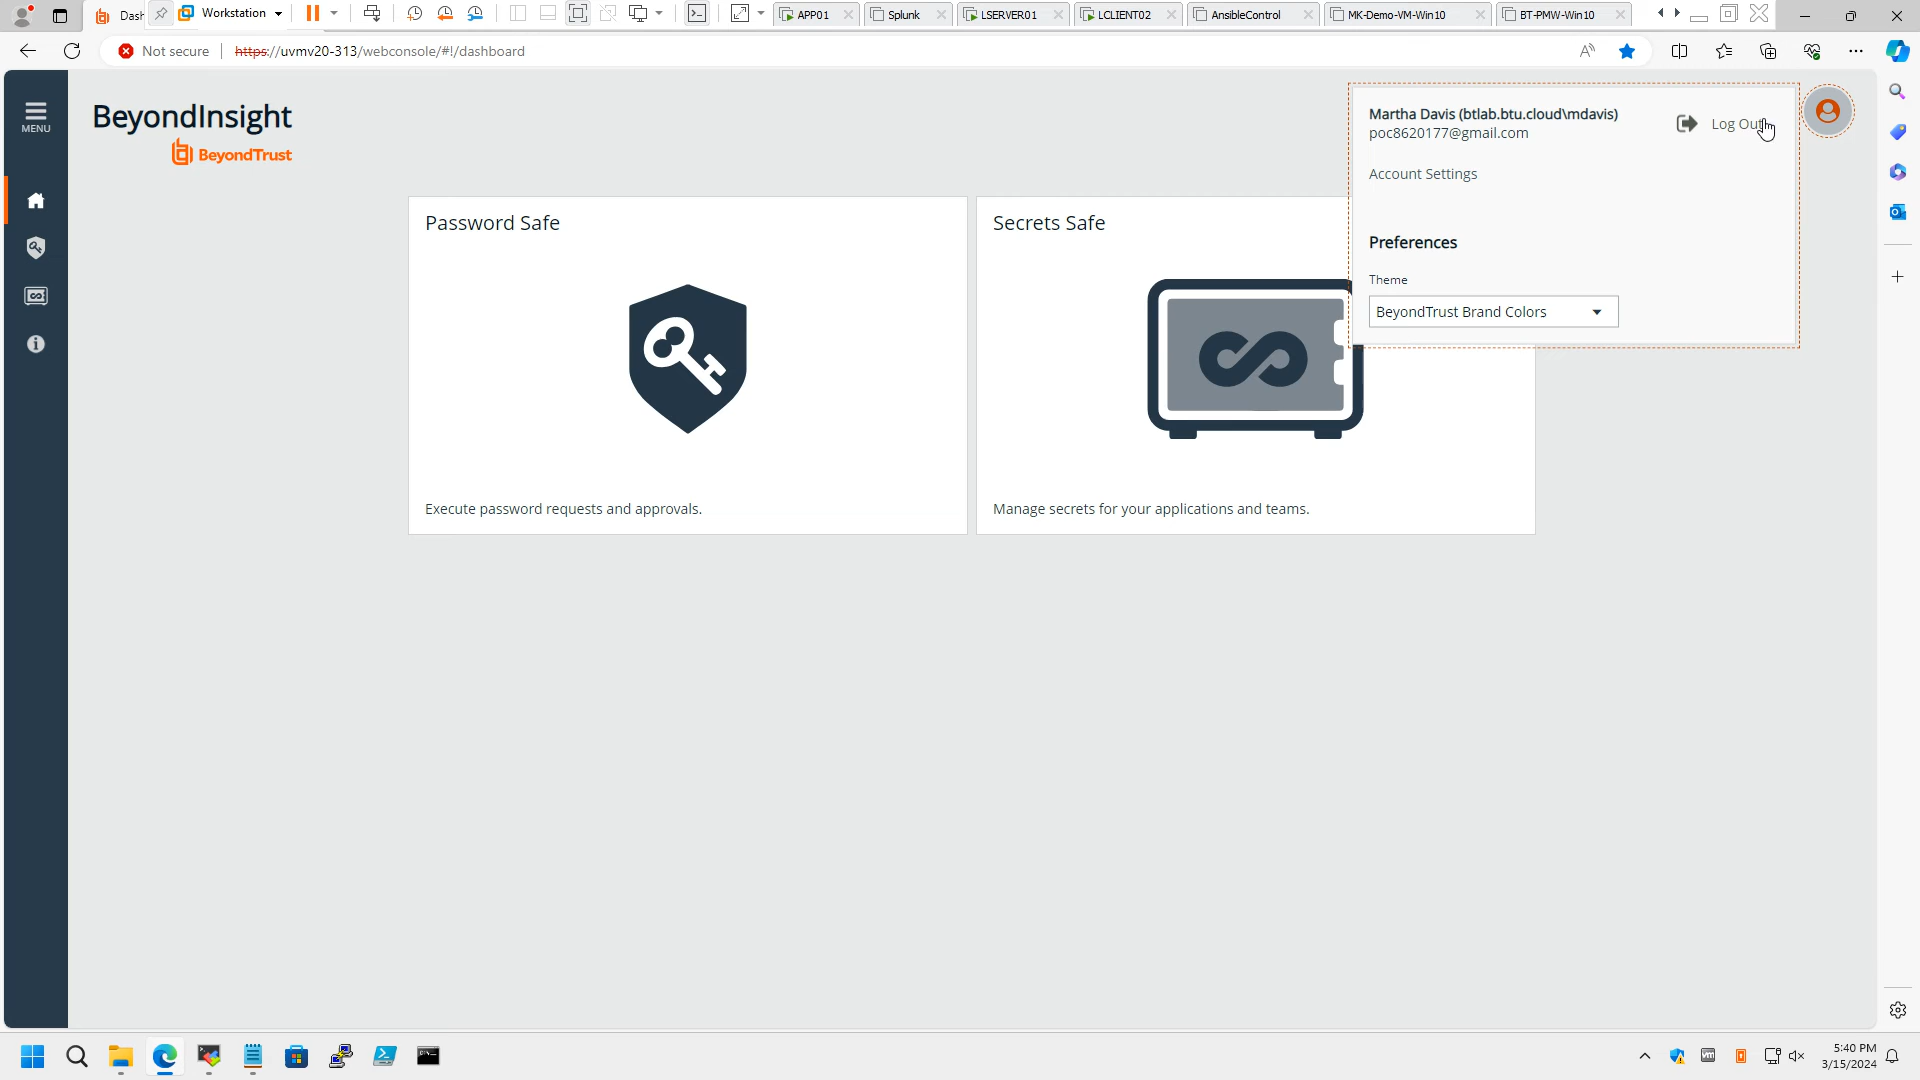 Dash
Workstation
APP01
Splunk
LSERVER01
LCLIENT02
AnsibleControl
MK-Demo-VM-Win10
BT-PMW-Win10
Not secure
https://uvmv20-313/webconsole/#!/dashboard
MENU
BeyondInsight
BeyondTrust
Martha Davis (btlab.btu.cloud\mdavis)
poc8620177@gmail.com
Log Out
Account Settings
Preferences
Theme
BeyondTrust Brand Colors
Password Safe
Execute password requests and approvals.
Secrets Safe
Manage secrets for your applications and teams.
5:40 PM
3/15/2024